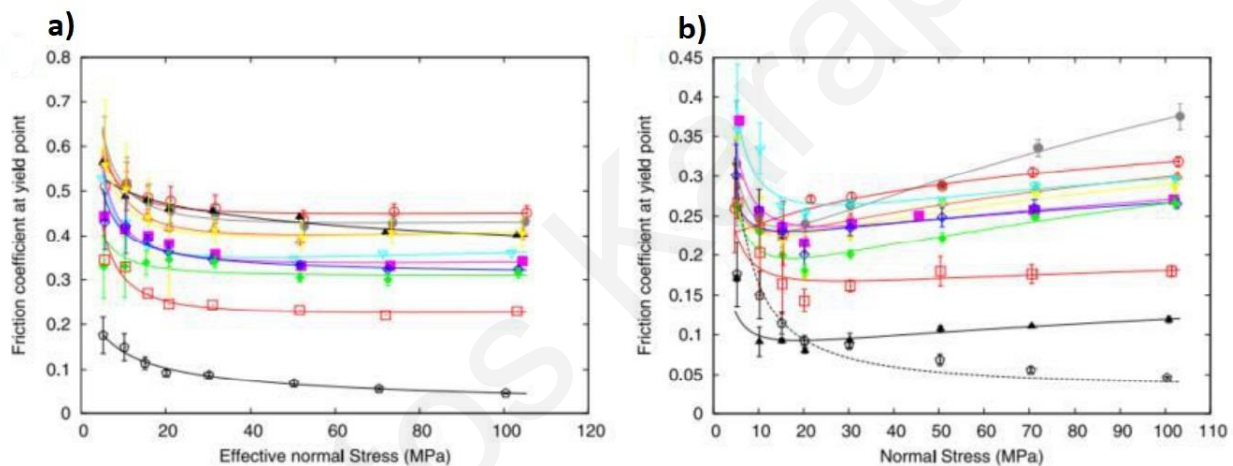 a)
b)
0.8
0.7
0.6
0.5
0.4
0.3
0.2
0.1
0
Friction coefficient at yield point
0 20 40 60 80 100 120
Effective normal Stress (MPa)
0.45
0.4
0.35
0.3
0.25
0.2
0.15
0.1
0.05
0
Friction coefficient at yield point
0 10 20 30 40 50 60 70 80 90 100 110
Normal Stress (MPa)